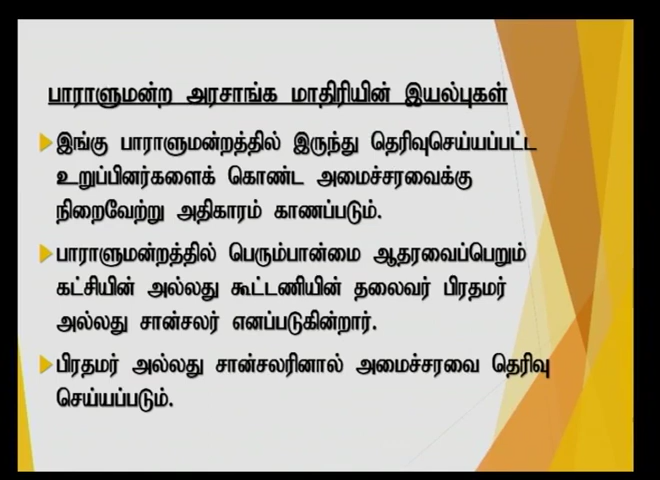 பாராளுமன்ற அரசாங்க மாதிரியின் இயல்புகள்
இங்கு பாராளுமன்றத்தில் இருந்து தெரிவுசெய்யப்பட்ட
உறுப்பினர்களைக் கொண்ட அமைச்சரவைக்கு
நிறைவேற்று அதிகாரம் காணப்படும்.
பாராளுமன்றத்தில் பெரும்பான்மை ஆதரவைப்பெறும்
கட்சியின் அல்லது கூட்டணியின் தலைவர் பிரதமர்
அல்லது சான்சலர் எனப்படுகின்றார்.
பிரதமர் அல்லது சான்சலரினால் அமைச்சரவை தெரிவு
செய்யப்படும்.